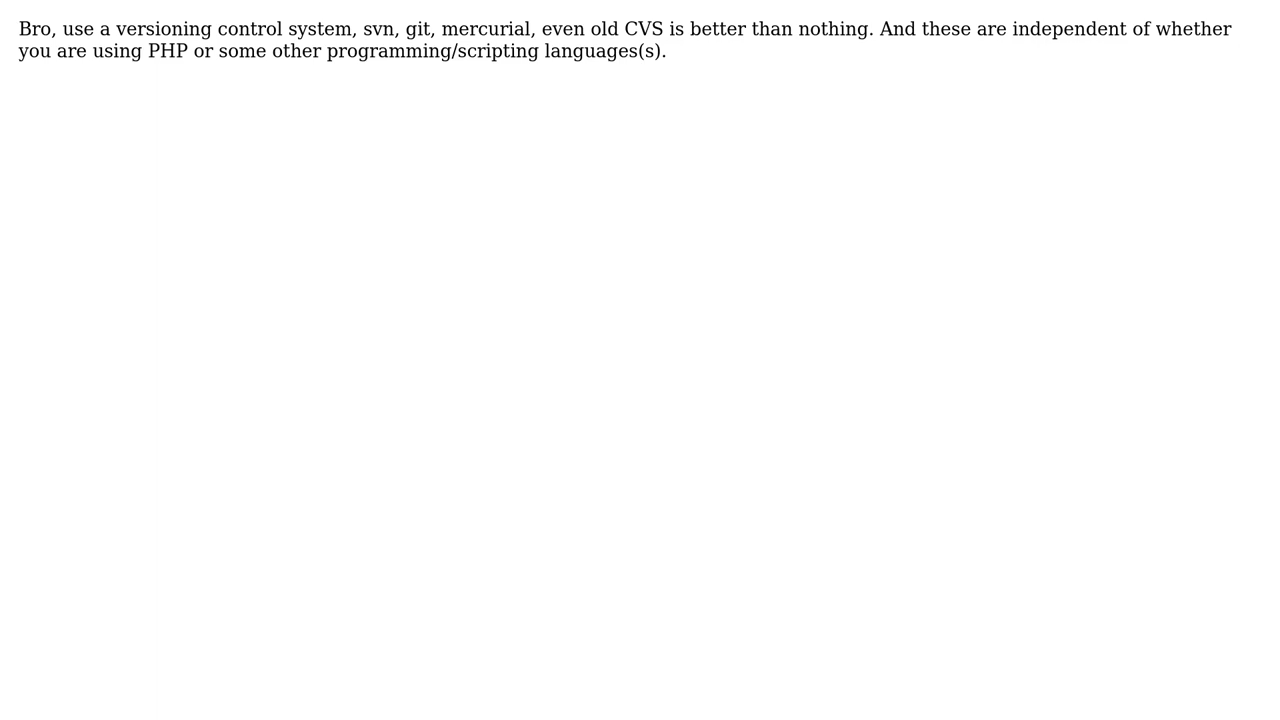 Bro, use a versioning control system, svn, git, mercurial, even old CVS is better than nothing. And these are independent of whether
you are using PHP or some other programming/scripting languages(s).